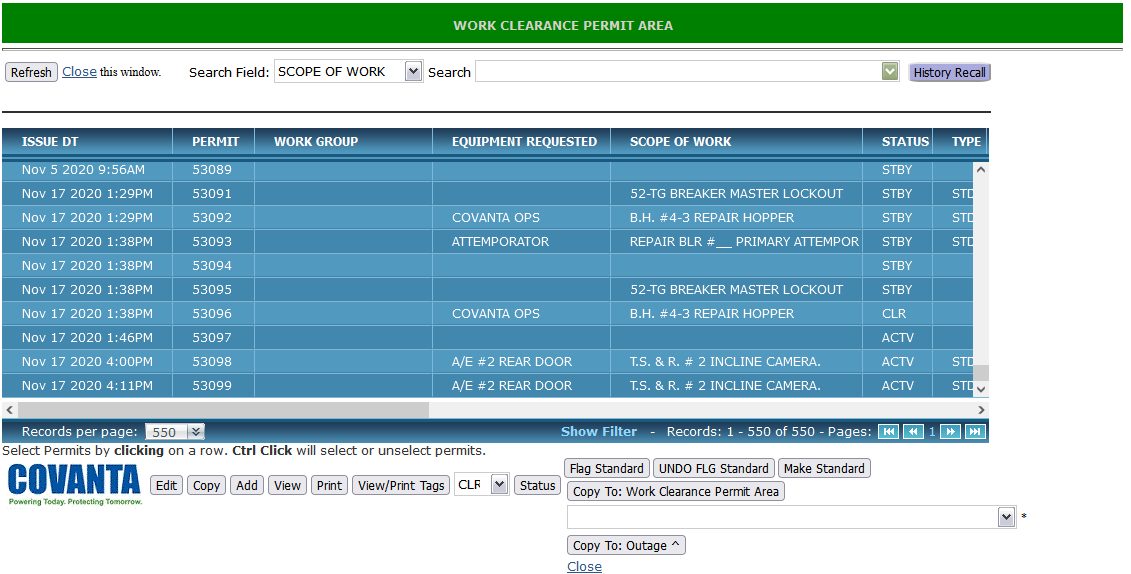 WORK CLEARANCE PERMIT AREA
Refresh Close this window. Search Field: SCOPE OF WORK Search History Recall
ISSUE DT PERMIT WORK GROUP EQUIPMENT REQUESTED SCOPE OF WORK STATUS TYPE
Nov 5 2020 9:56AM 53089 STBY
Nov 17 2020 1:29PM 53091 52-TG BREAKER MASTER LOCKOUT STBY STD
Nov 17 2020 1:29PM 53092 COVANTA OPS B.H. #4-3 REPAIR HOPPER STBY STD
Nov 17 2020 1:38PM 53093 ATTEMPORATOR REPAIR BLR #__ PRIMARY ATTEMPOR STBY STD
Nov 17 2020 1:38PM 53094 STBY
Nov 17 2020 1:38PM 53095 52-TG BREAKER MASTER LOCKOUT STBY
Nov 17 2020 1:38PM 53096 COVANTA OPS B.H. #4-3 REPAIR HOPPER CLR
Nov 17 2020 1:46PM 53097 ACTV
Nov 17 2020 4:00PM 53098 A/E #2 REAR DOOR T.S. & R. # 2 INCLINE CAMERA. ACTV STD
Nov 17 2020 4:11PM 53099 A/E #2 REAR DOOR T.S. & R. # 2 INCLINE CAMERA. ACTV STD
Records per page: 550 Show Filter - Records: 1 - 550 of 550 - Pages: 1
Select Permits by clicking on a row. Ctrl Click will select or unselect permits.
COVANTA
Powering Today. Protecting Tomorrow.
Edit Copy Add View Print View/Print Tags CLR Status
Flag Standard UNDO FLG Standard Make Standard
Copy To: Work Clearance Permit Area
*
Copy To: Outage ^
Close